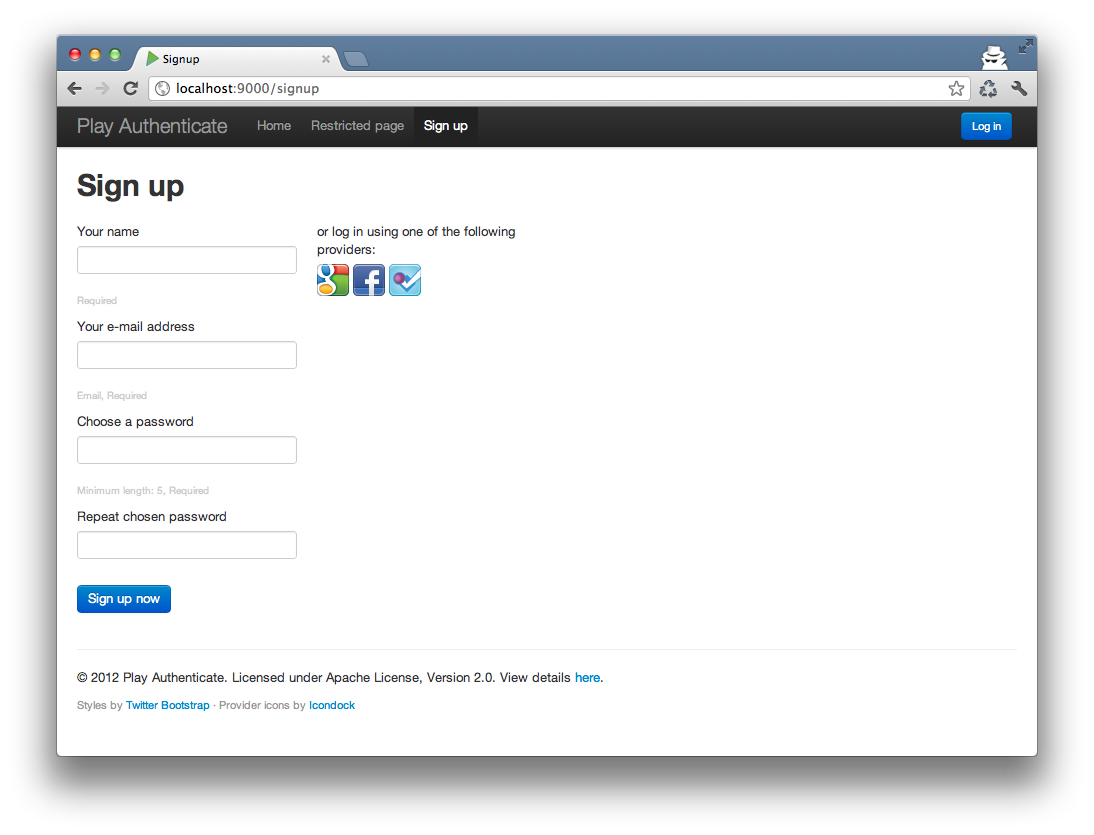 Signup
localhost:9000/signup
Play Authenticate Home Restricted page Sign up Log in
Sign up
Your name
Required
Your e-mail address
Email, Required
Choose a password
Minimum length: 5, Required
Repeat chosen password
Sign up now
or log in using one of the following
providers:
© 2012 Play Authenticate. Licensed under Apache License, Version 2.0. View details here.
Styles by Twitter Bootstrap · Provider icons by Icondock